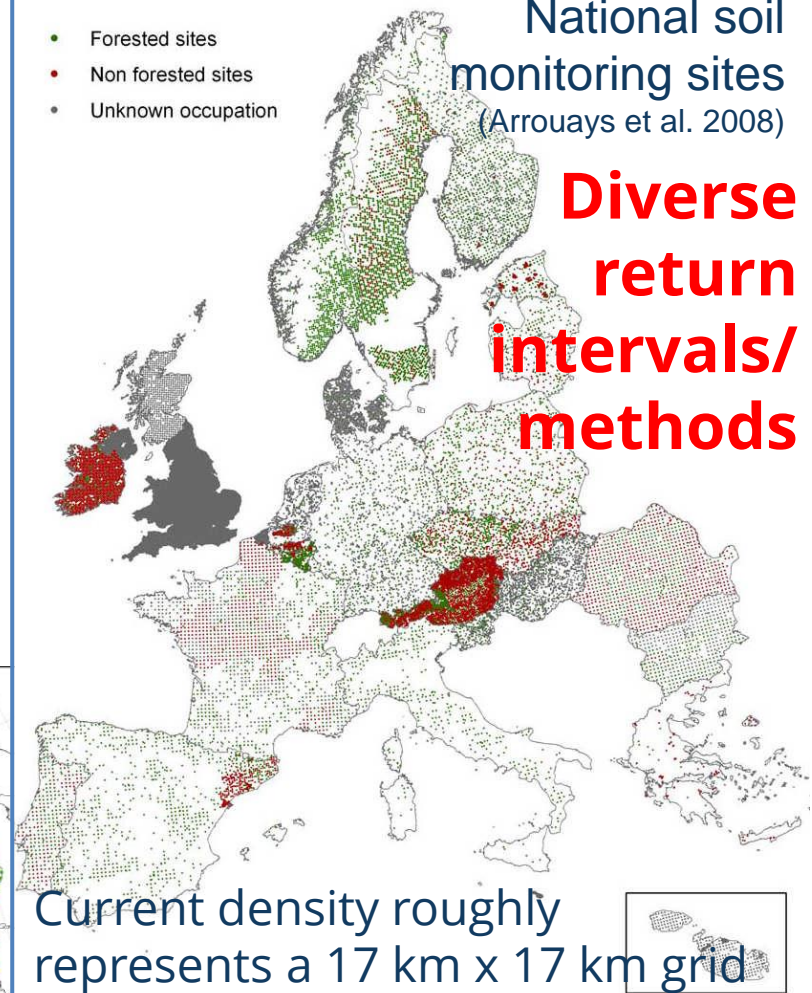 Forested sites
Non forested sites
Unknown occupation
National soil
monitoring sites
(Arrouays et al. 2008)
Diverse
return
intervals/
methods
Current density roughly
represents a 17 km x 17 km grid